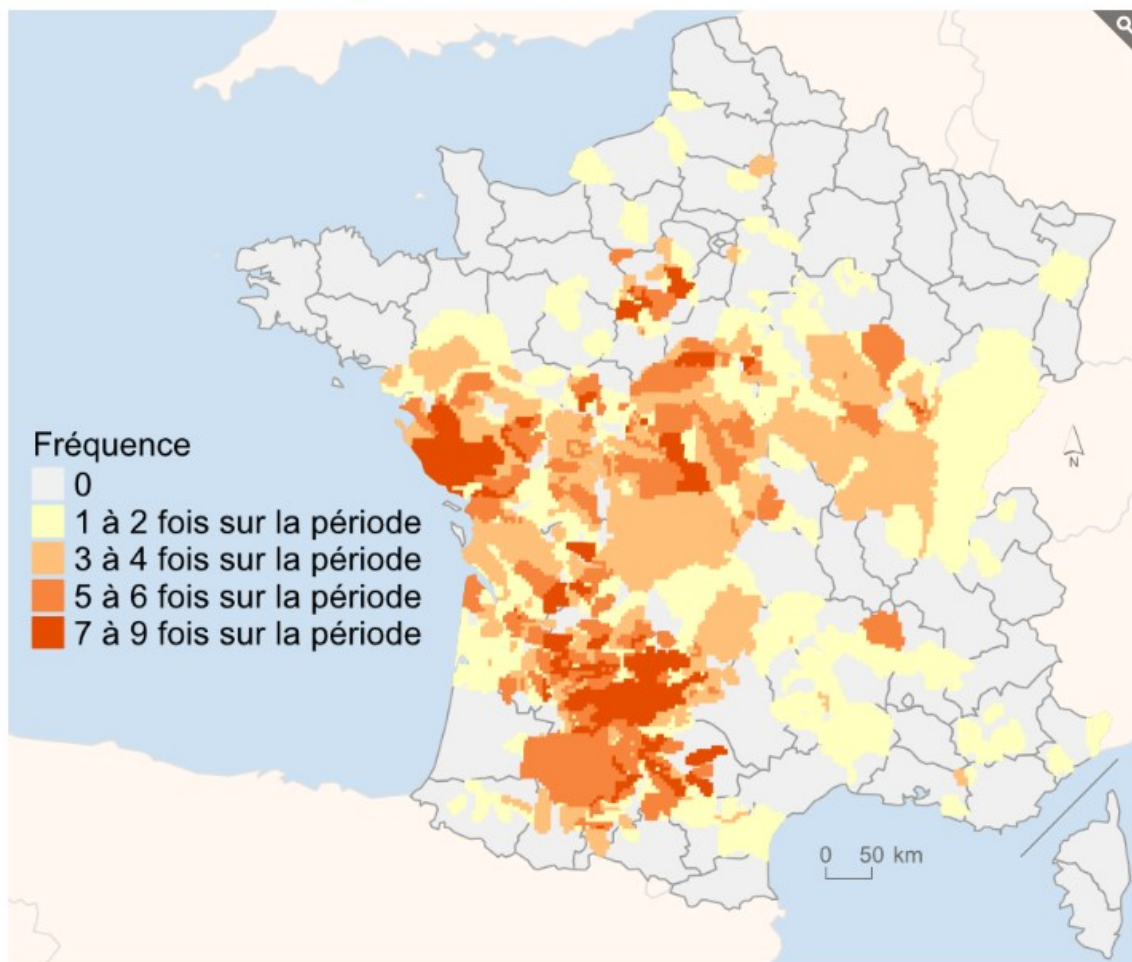 Fréquence
0
1 à 2 fois sur la période
3 à 4 fois sur la période
5 à 6 fois sur la période
7 à 9 fois sur la période
N
0 50 km